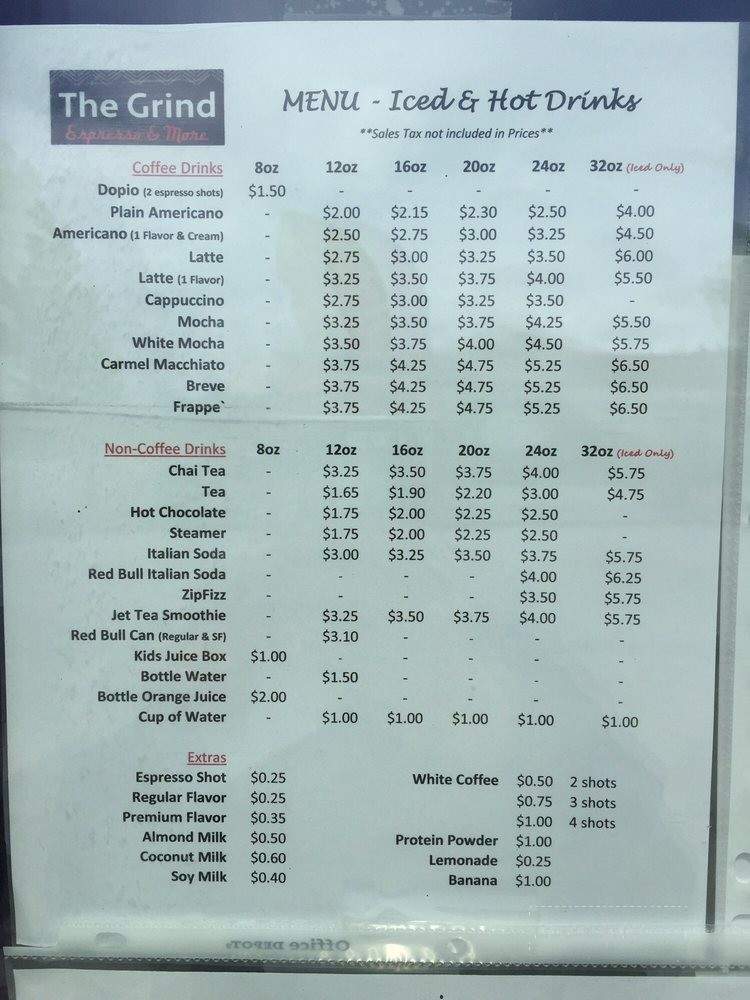 The Grind
Espresso & More
MENU - Iced & Hot Drinks
**Sales Tax not included in Prices**
Coffee Drinks 8oz 12oz 16oz 20oz 24oz 32oz (Iced Only)
Dopio (2 espresso shots) $1.50 - - - - -
Plain Americano - $2.00 $2.15 $2.30 $2.50 $4.00
Americano (1 Flavor & Cream) - $2.50 $2.75 $3.00 $3.25 $4.50
Latte - $2.75 $3.00 $3.25 $3.50 $6.00
Latte (1 Flavor) - $3.25 $3.50 $3.75 $4.00 $5.50
Cappuccino - $2.75 $3.00 $3.25 $3.50 -
Mocha - $3.25 $3.50 $3.75 $4.25 $5.50
White Mocha - $3.50 $3.75 $4.00 $4.50 $5.75
Carmel Macchiato - $3.75 $4.25 $4.75 $5.25 $6.50
Breve - $3.75 $4.25 $4.75 $5.25 $6.50
Frappe` - $3.75 $4.25 $4.75 $5.25 $6.50
Non-Coffee Drinks 8oz 12oz 16oz 20oz 24oz 32oz (Iced Only)
Chai Tea - $3.25 $3.50 $3.75 $4.00 $5.75
Tea - $1.65 $1.90 $2.20 $3.00 $4.75
Hot Chocolate - $1.75 $2.00 $2.25 $2.50 -
Steamer - $1.75 $2.00 $2.25 $2.50 -
Italian Soda - $3.00 $3.25 $3.50 $3.75 $5.75
Red Bull Italian Soda - - - - $4.00 $6.25
ZipFizz - - - - $3.50 $5.75
Jet Tea Smoothie - $3.25 $3.50 $3.75 $4.00 $5.75
Red Bull Can (Regular & SF) - $3.10 - - - -
Kids Juice Box $1.00 - - - - -
Bottle Water - $1.50 - - - -
Bottle Orange Juice $2.00 - - - - -
Cup of Water - $1.00 $1.00 $1.00 $1.00 $1.00
Extras
Espresso Shot $0.25 White Coffee $0.50 2 shots
Regular Flavor $0.25 $0.75 3 shots
Premium Flavor $0.35 $1.00 4 shots
Almond Milk $0.50 Protein Powder $1.00
Coconut Milk $0.60 Lemonade $0.25
Soy Milk $0.40 Banana $1.00
Office DEPOT